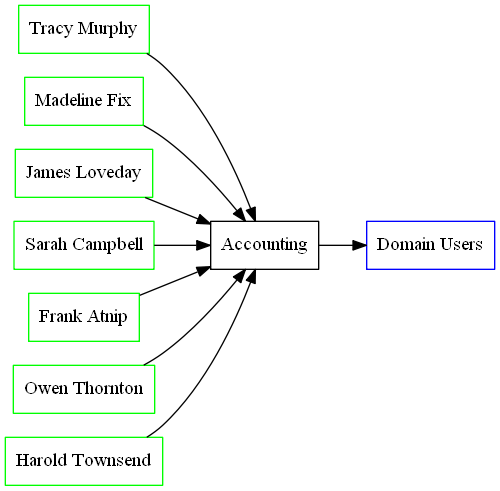 Tracy Murphy
Madeline Fix
James Loveday
Sarah Campbell
Accounting
Domain Users
Frank Atnip
Owen Thornton
Harold Townsend